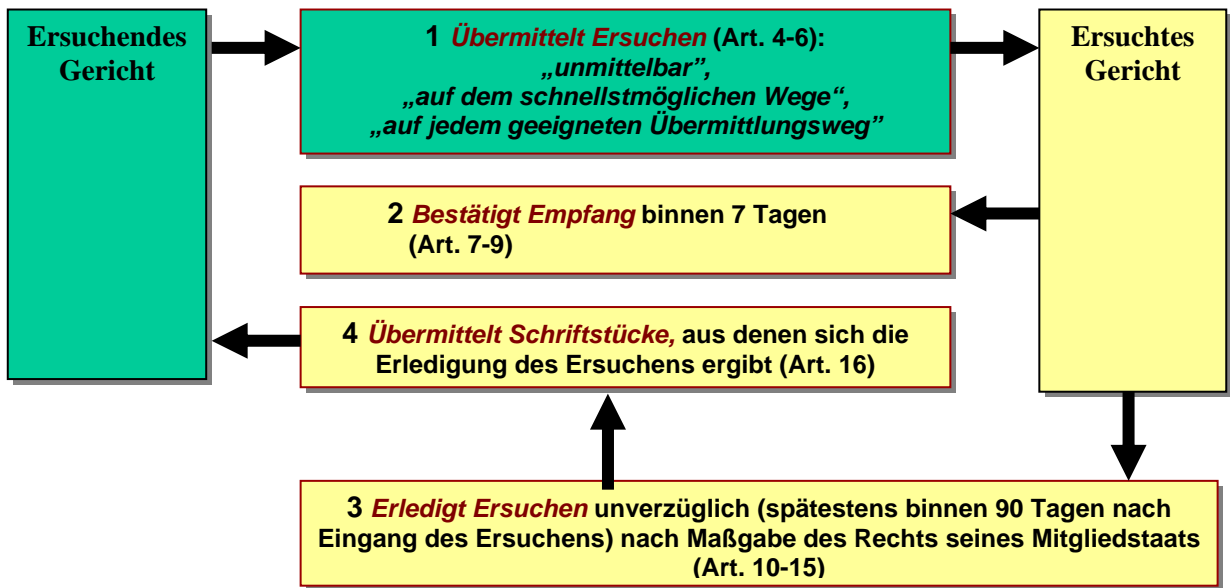 Ersuchendes
Gericht
1 Übermittelt Ersuchen (Art. 4-6):
„unmittelbar”,
„auf dem schnellstmöglichen Wege“,
„auf jedem geeigneten Übermittlungsweg”
Ersuchtes
Gericht
2 Bestätigt Empfang binnen 7 Tagen
(Art. 7-9)
4 Übermittelt Schriftstücke, aus denen sich die
Erledigung des Ersuchens ergibt (Art. 16)
3 Erledigt Ersuchen unverzüglich (spätestens binnen 90 Tagen nach
Eingang des Ersuchens) nach Maßgabe des Rechts seines Mitgliedstaats
(Art. 10-15)